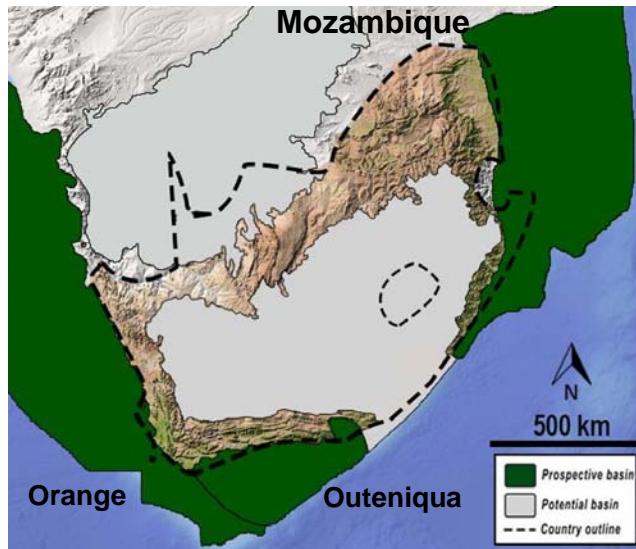 Mozambique
N
500 km
Orange
Outeniqua
Prospective basin
Potential basin
Country outline